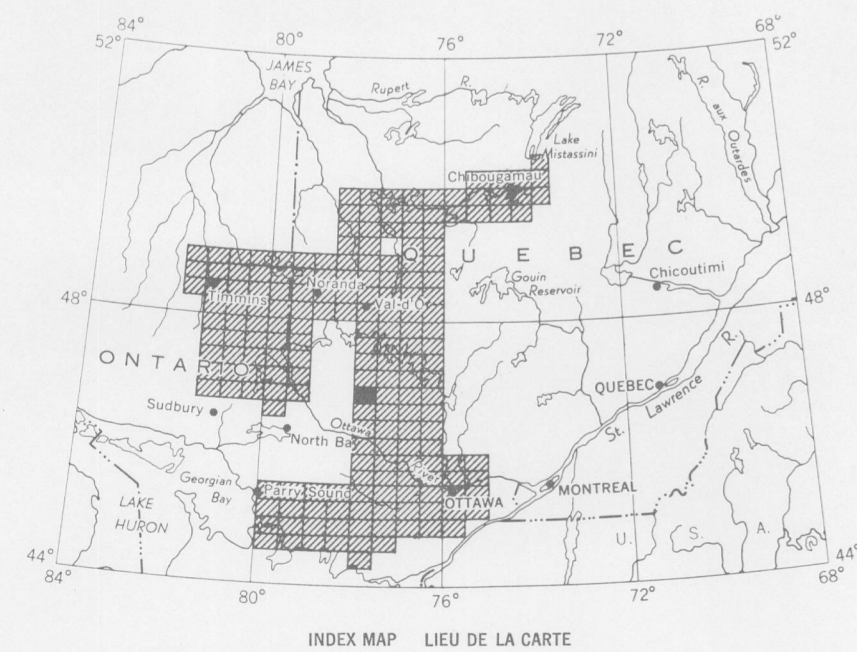 84°
80°
76°
72°
68°
52°
52°
JAMES
BAY
Rupert R.
R. aux Outardes
Lake
Mistassini
Chibougamau
QUEBEC
Gouin
Reservoir
Chicoutimi
Timmins
Noranda
Val-d'O
48°
48°
ONTARIO
QUEBEC
St. Lawrence R.
Sudbury
North Bay
Ottawa River
Georgian
Bay
Parry Sound
OTTAWA
MONTREAL
LAKE
HURON
U. S. A.
44°
44°
84°
80°
76°
72°
68°
INDEX MAP LIEU DE LA CARTE